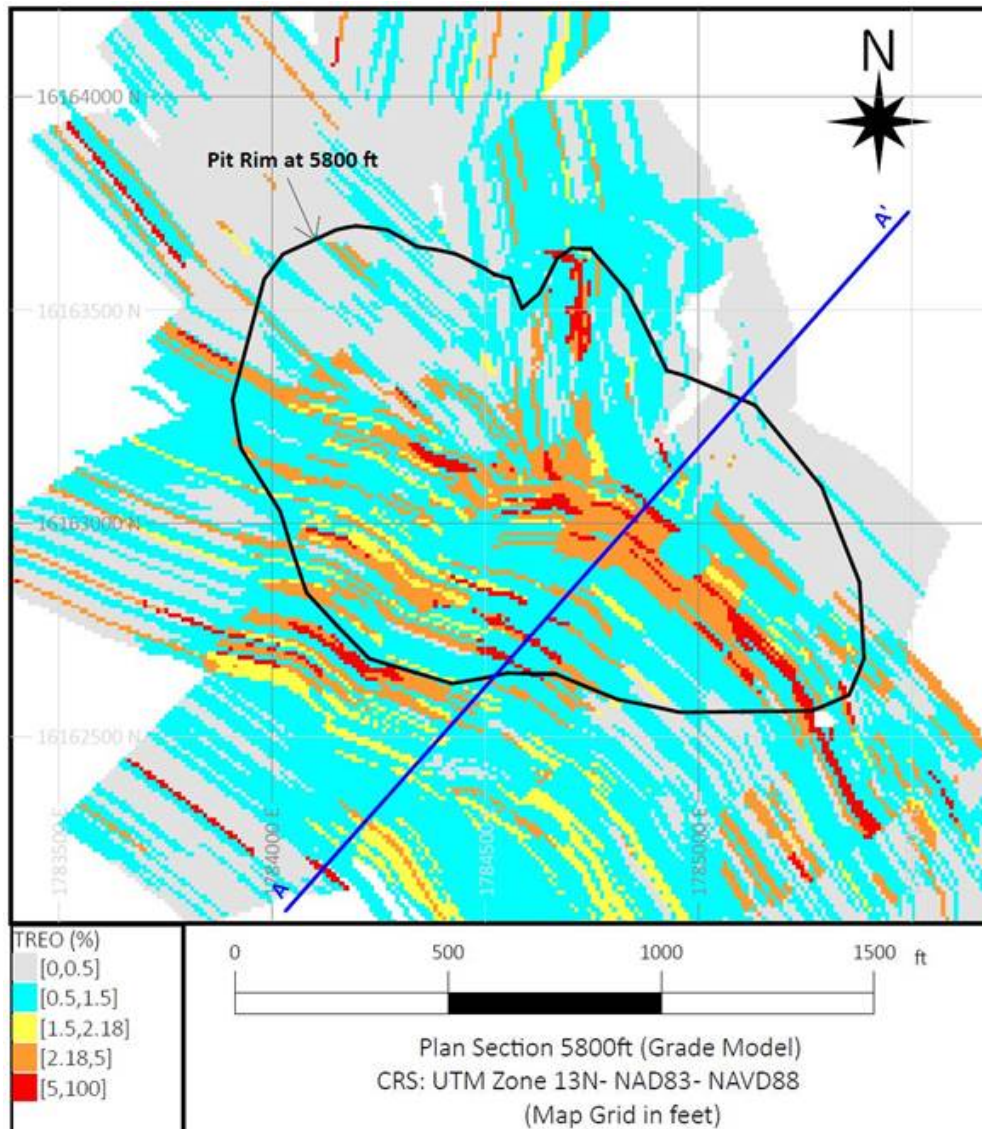 N
16164000 N
Pit Rim at 5800 ft
A'
16163500 N
16163000 N
16162500 N
1783500 E
1784000 E
1784500
1785000 E
A
TREO (%)
[0,0.5]
[0.5,1.5]
[1.5,2.18]
[2.18,5]
[5,100]
0 500 1000 1500 ft
Plan Section 5800ft (Grade Model)
CRS: UTM Zone 13N- NAD83- NAVD88
(Map Grid in feet)